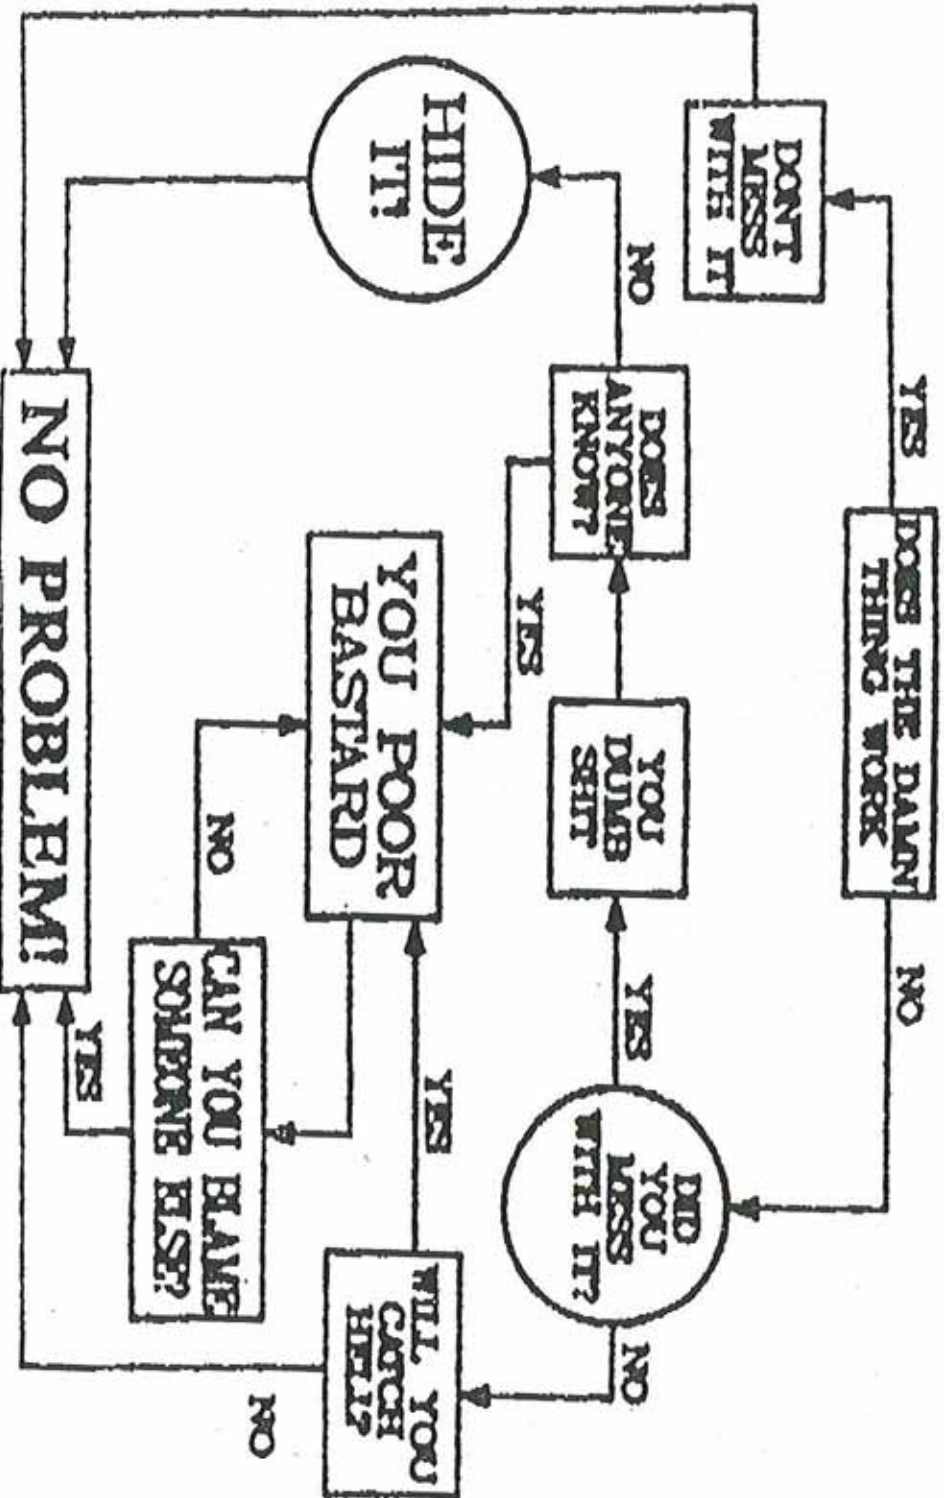 DOES THE DAMN
THING WORK
YES
NO
DONT
MESS
WITH IT
DID
YOU
MESS
WITH IT?
YES
NO
YOU
DUMB
SHIT
DOES
ANYONE
KNOW?
NO
YES
HIDE
IT!
WILL YOU
CATCH
HELL?
YES
NO
YOU POOR
BASTARD
CAN YOU BLAME
SOMEONE ELSE?
NO
YES
NO PROBLEM!